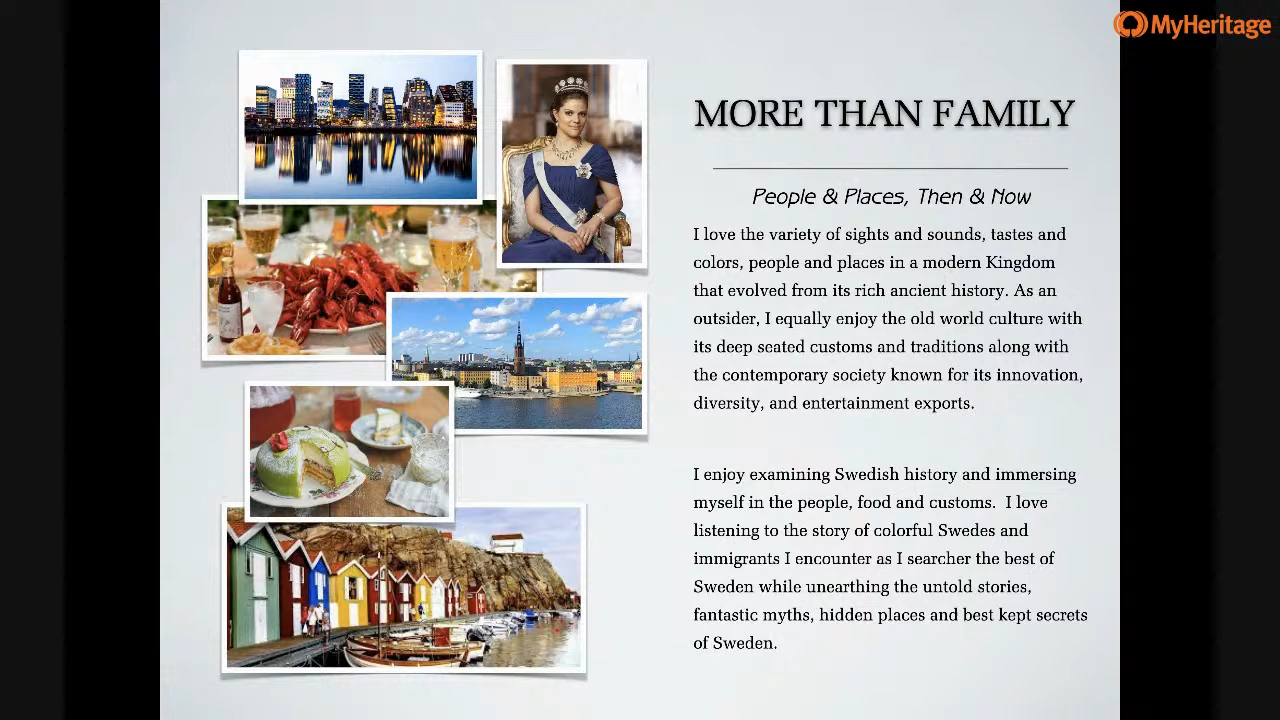 MyHeritage
MORE THAN FAMILY
People & Places, Then & Now
I love the variety of sights and sounds, tastes and
colors, people and places in a modern Kingdom
that evolved from its rich ancient history. As an
outsider, I equally enjoy the old world culture with
its deep seated customs and traditions along with
the contemporary society known for its innovation,
diversity, and entertainment exports.
I enjoy examining Swedish history and immersing
myself in the people, food and customs.  I love
listening to the story of colorful Swedes and
immigrants I encounter as I searcher the best of
Sweden while unearthing the untold stories,
fantastic myths, hidden places and best kept secrets
of Sweden.